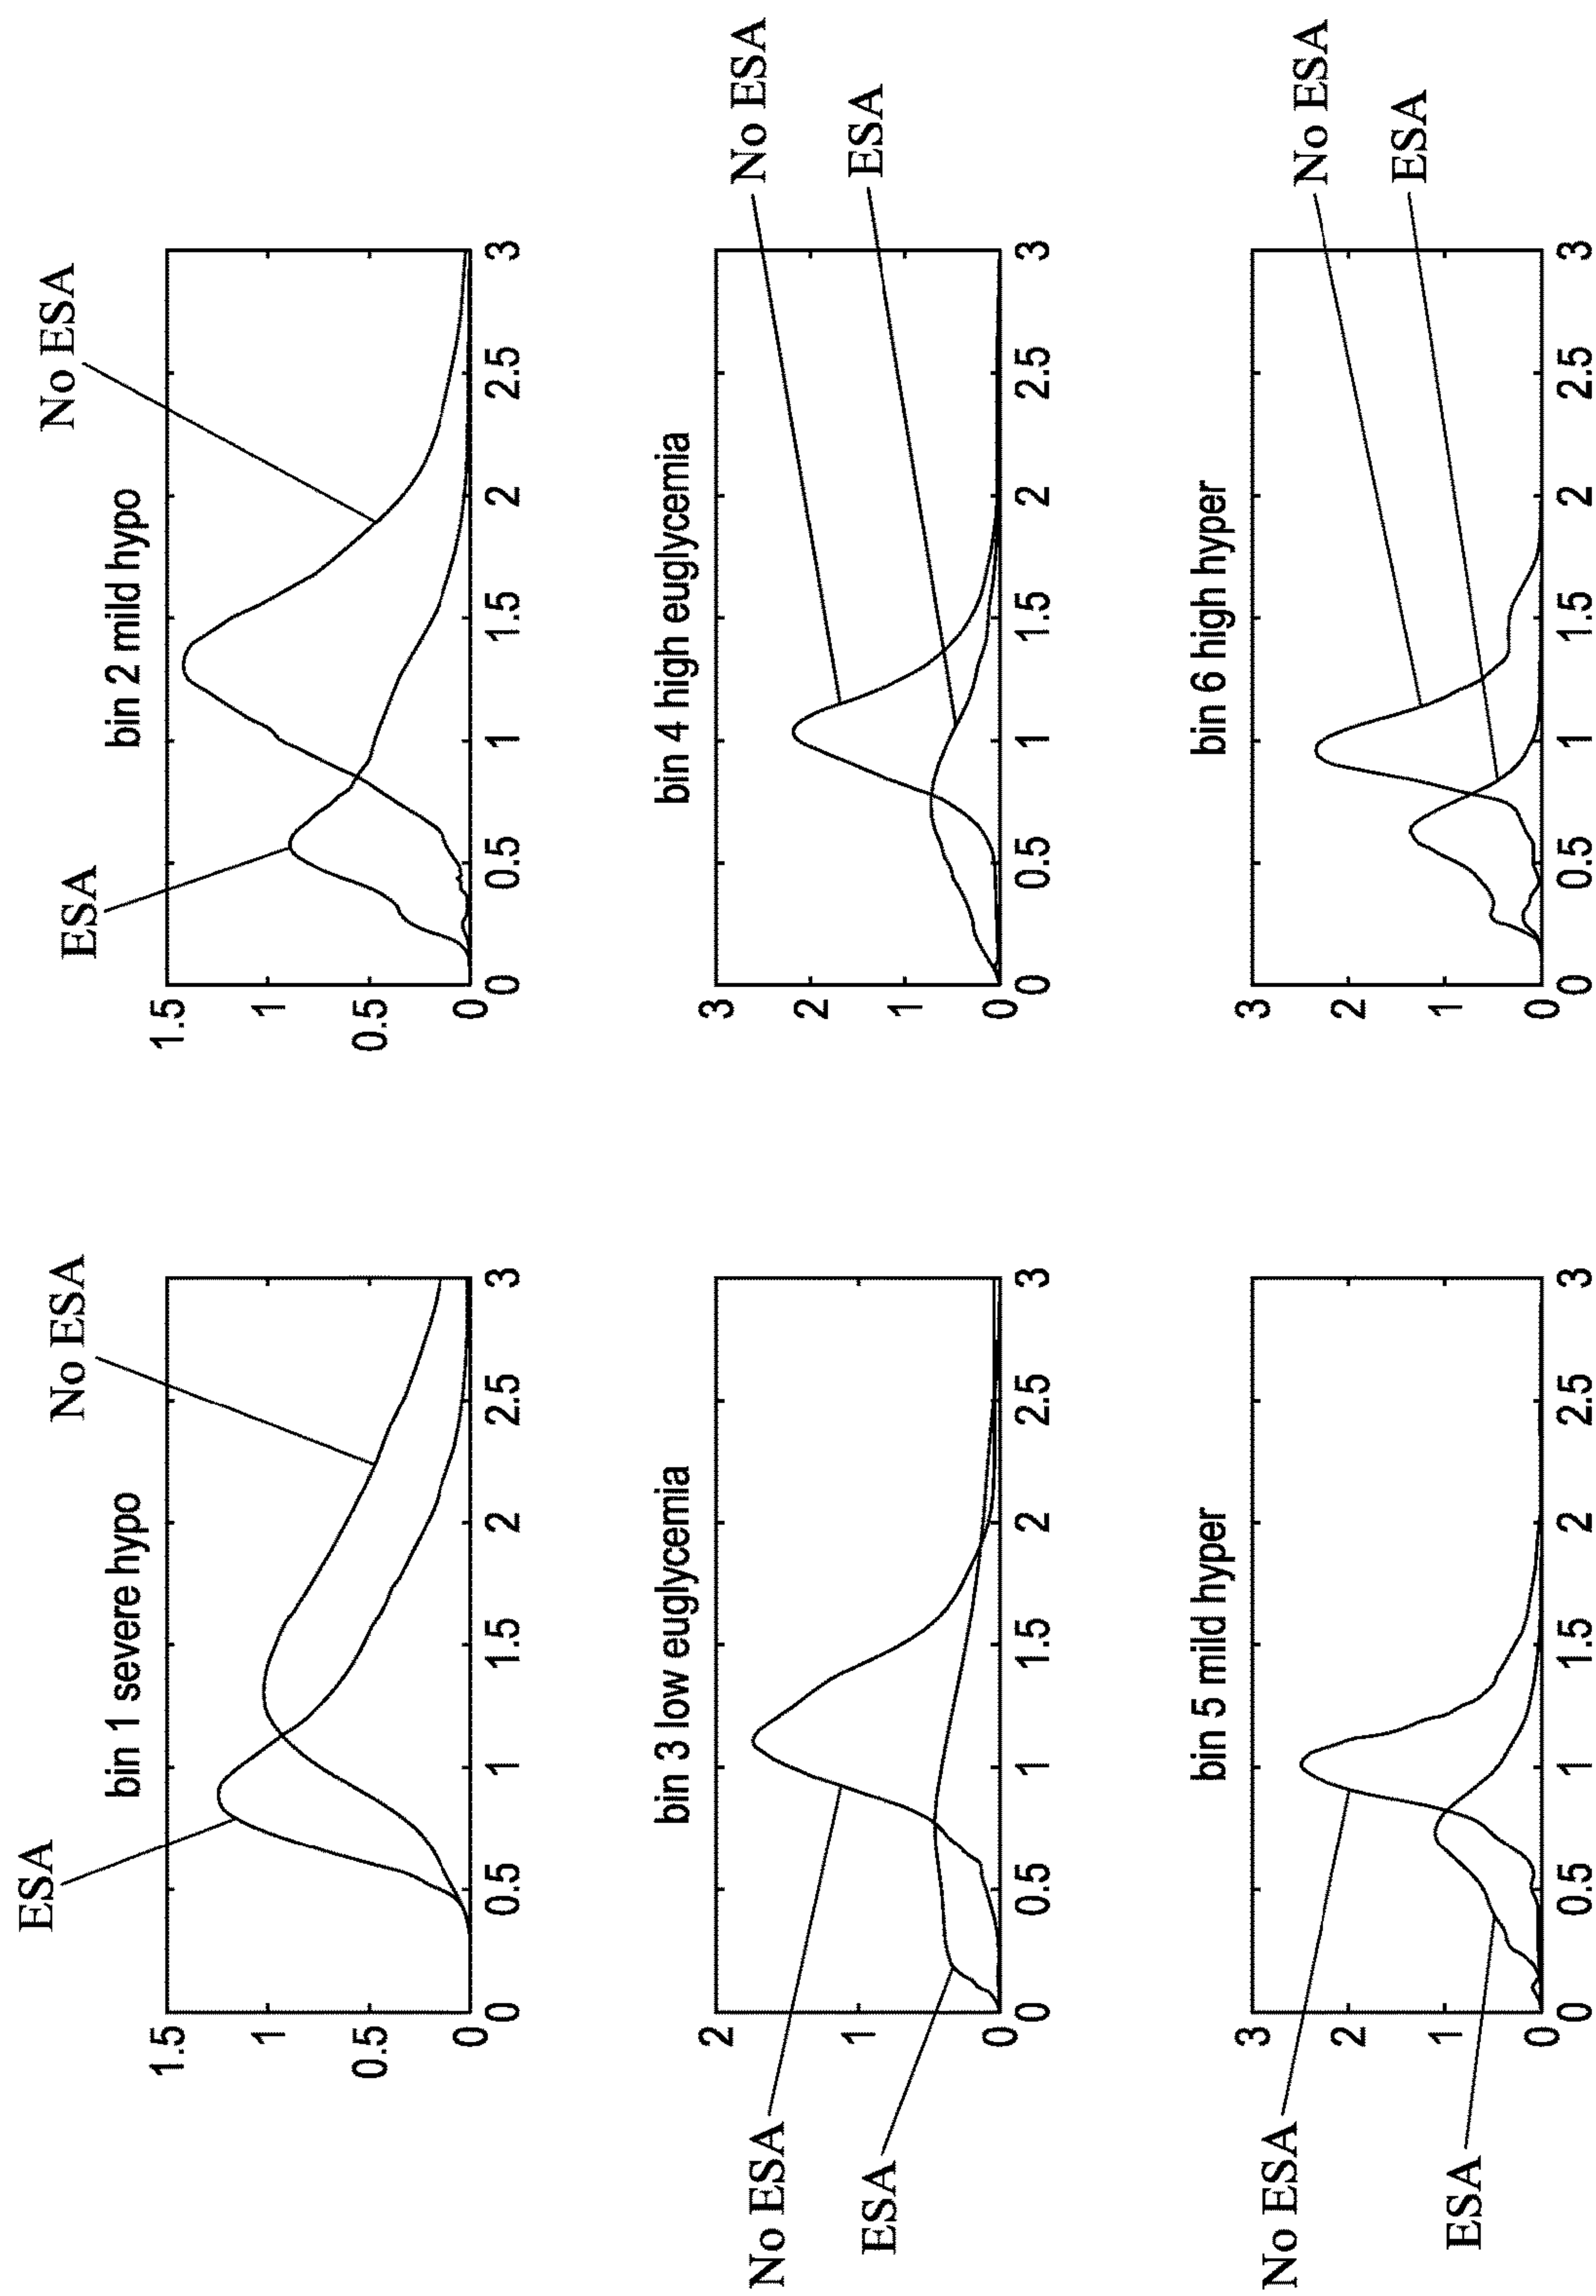 ESA
No ESA
bin 1 severe hypo
1.5
1
0.5
0
0 0.5 1 1.5 2 2.5 3
ESA
No ESA
bin 2 mild hypo
1.5
1
0.5
0
0 0.5 1 1.5 2 2.5 3
bin 3 low euglycemia
2
1
0
0 0.5 1 1.5 2 2.5 3
No ESA
ESA
bin 4 high euglycemia
3
2
1
0
0 0.5 1 1.5 2 2.5 3
No ESA
ESA
bin 5 mild hyper
3
2
1
0
0 0.5 1 1.5 2 2.5 3
No ESA
ESA
bin 6 high hyper
3
2
1
0
0 0.5 1 1.5 2 2.5 3
No ESA
ESA